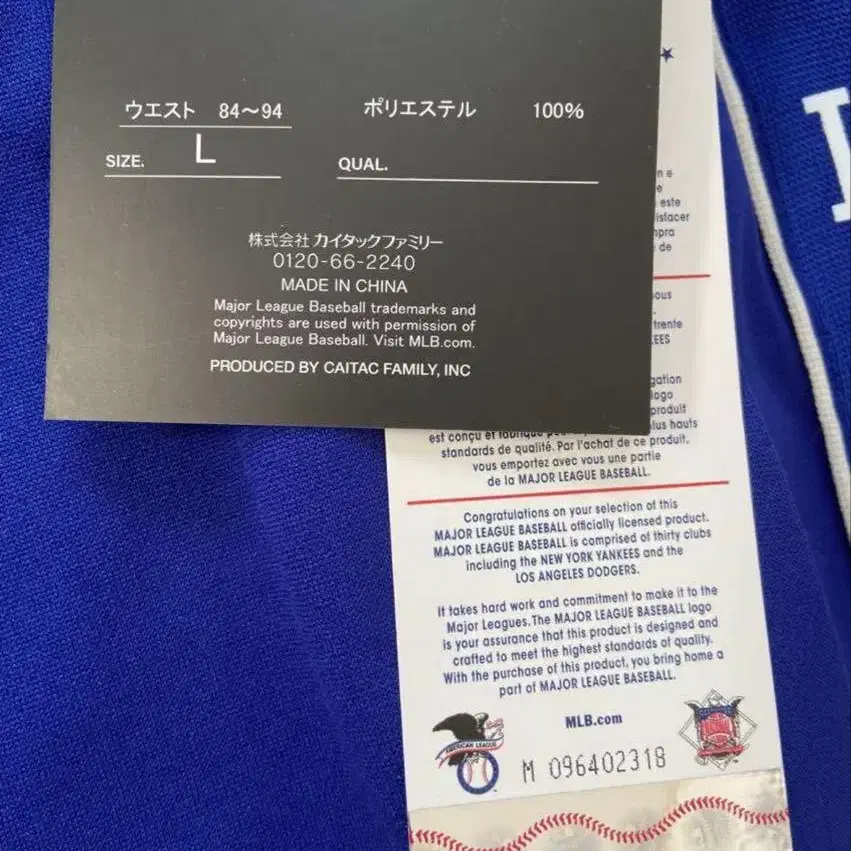 ウエスト 84～94
ポリエステル 100%
SIZE. L
QUAL.
株式会社 カイタックファミリー
0120-66-2240
MADE IN CHINA
Major League Baseball trademarks and
copyrights are used with permission of
Major League Baseball. Visit MLB.com.
PRODUCED BY CAITAC FAMILY, INC
este
de
produit
plus hauts
standards de qualité. Par l'achat de ce produit,
vous emportez avec vous une partie
de la MAJOR LEAGUE BASEBALL.
Congratulations on your selection of this
MAJOR LEAGUE BASEBALL officially licensed product.
MAJOR LEAGUE BASEBALL is comprised of thirty clubs
including the NEW YORK YANKEES and the
LOS ANGELES DODGERS.
It takes hard work and commitment to make it to the
Major Leagues. The MAJOR LEAGUE BASEBALL logo
is your assurance that this product is designed and
crafted to meet the highest standards of quality.
With the purchase of this product, you bring home a
part of MAJOR LEAGUE BASEBALL.
MLB.com
AMERICAN LEAGUE
M 096402318